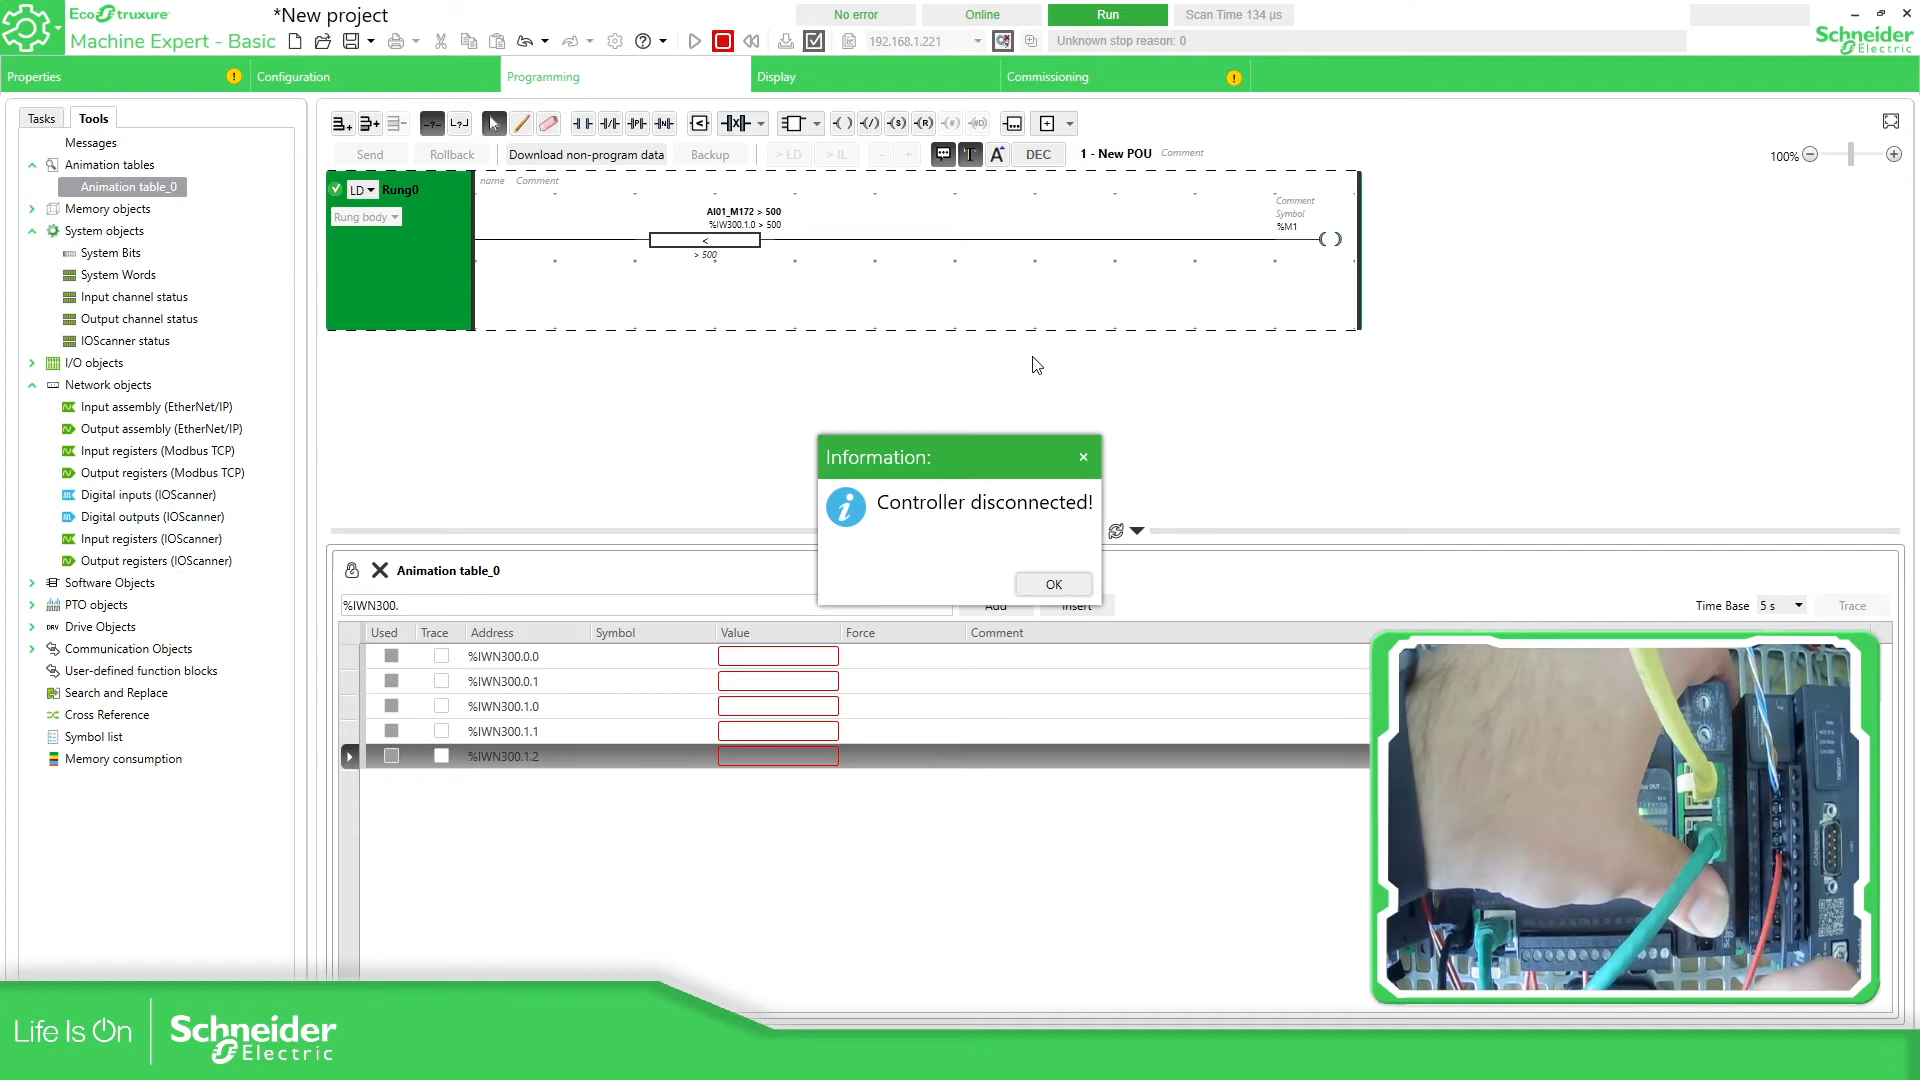 EcoStruxure
Machine Expert - Basic
*New project
No error
Online
Run
Scan Time 134 µs
192.168.1.221
Unknown stop reason: 0
Schneider
Electric
Properties
Configuration
Programming
Display
Commissioning
Tasks
Tools
Messages
Animation tables
Animation table_0
Memory objects
System objects
System Bits
System Words
Input channel status
Output channel status
IOScanner status
I/O objects
Network objects
Input assembly (EtherNet/IP)
Output assembly (EtherNet/IP)
Input registers (Modbus TCP)
Output registers (Modbus TCP)
Digital inputs (IOScanner)
Digital outputs (IOScanner)
Input registers (IOScanner)
Output registers (IOScanner)
Software Objects
PTO objects
DRV Drive Objects
Communication Objects
User-defined function blocks
Search and Replace
Cross Reference
Symbol list
Memory consumption
Send
Rollback
Download non-program data
Backup
> LD
> IL
-
+
T
A
DEC
1 - New POU
Comment
100%
LD
Rung0
name
Comment
Rung body
AI01_M172 > 500
%IW300.1.0 > 500
<
> 500
Comment
Symbol
%M1
Information:
Controller disconnected!
OK
Animation table_0
%IWN300.
Add
Insert
Time Base
5 s
Trace
Used
Trace
Address
Symbol
Value
Force
Comment
%IWN300.0.0
%IWN300.0.1
%IWN300.1.0
%IWN300.1.1
%IWN300.1.2
CANopen
Life Is On
Schneider
Electric